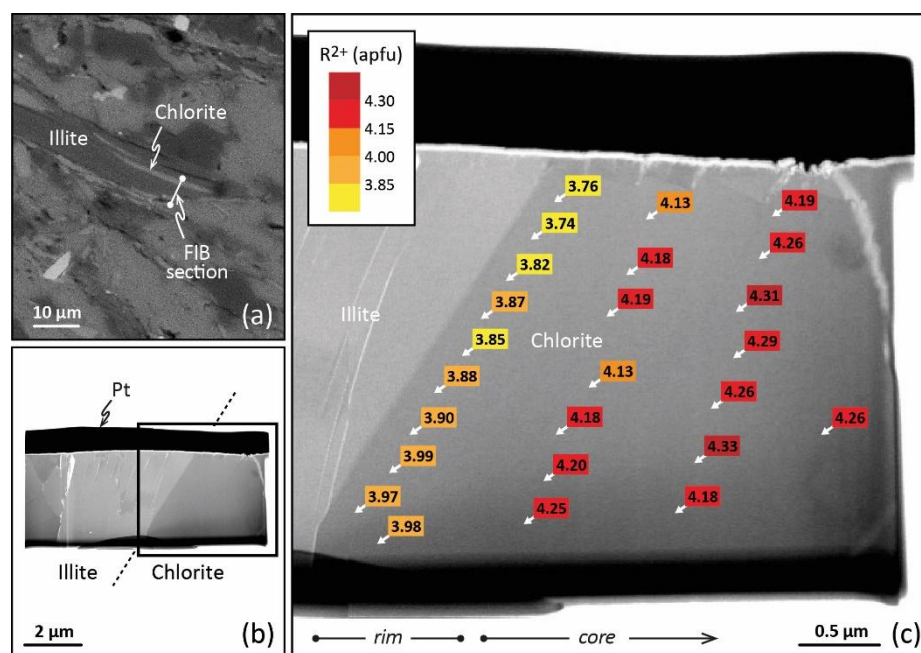 Illite
Chlorite
FIB
section
10 µm
(a)
Pt
Illite
Chlorite
2 µm
(b)
R²⁺ (apfu)
4.30
4.15
4.00
3.85
3.76
4.13
4.19
3.74
4.26
3.82
4.18
3.87
4.19
4.31
Illite
Chlorite
3.85
4.29
3.88
4.13
4.26
3.90
4.18
4.26
3.99
4.20
4.33
3.97
4.25
4.18
3.98
rim
core
0.5 µm
(c)